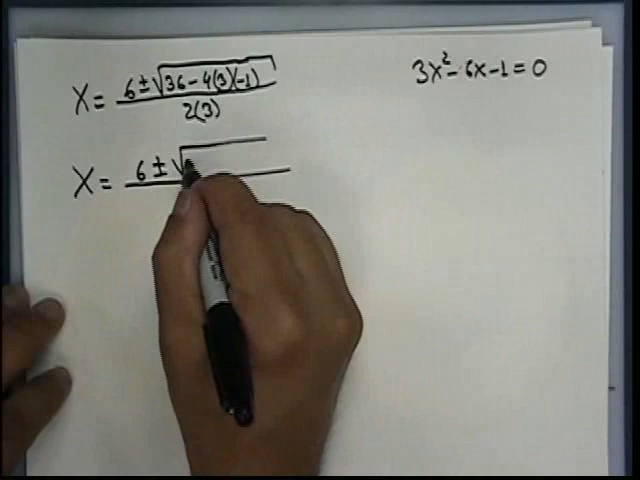 X = 6 ± √36 - 4(3)(-1) / 2(3)
3x² - 6x - 1 = 0
X = 6 ± √